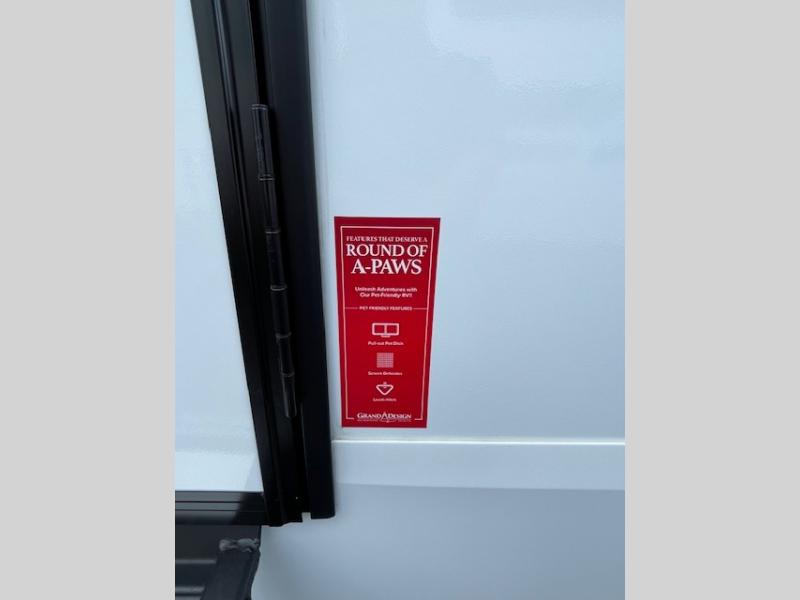 FEATURES THAT DESERVE A
ROUND OF
A-PAWS
Unleash Adventures with
Our Pet-Friendly RV!
PET FRIENDLY FEATURES
Pull-out Pet Dish
Screen Defender
Leash Hitch
GRAND DESIGN